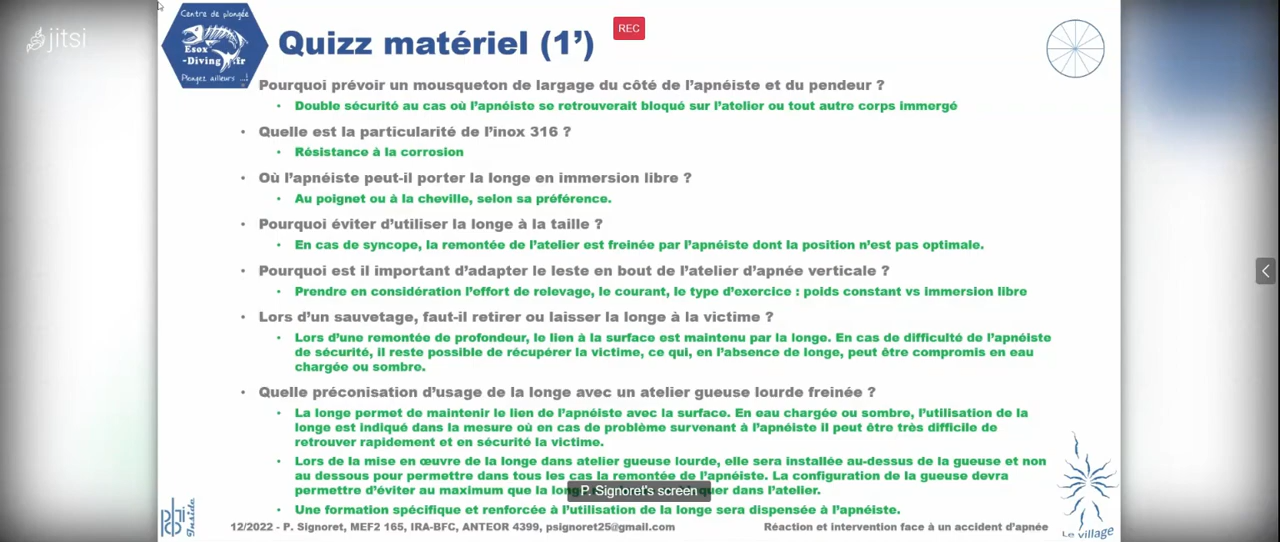 jitsi
Centre de plongée
Esox
-Diving.fr
Plongez ailleurs ...!
Quizz matériel (1’)
REC
Pourquoi prévoir un mousqueton de largage du côté de l’apnéiste et du pendeur ?
• Double sécurité au cas où l’apnéiste se retrouverait bloqué sur l’atelier ou tout autre corps immergé
• Quelle est la particularité de l’inox 316 ?
• Résistance à la corrosion
• Où l’apnéiste peut-il porter la longe en immersion libre ?
• Au poignet ou à la cheville, selon sa préférence.
• Pourquoi éviter d’utiliser la longe à la taille ?
• En cas de syncope, la remontée de l’atelier est freinée par l’apnéiste dont la position n’est pas optimale.
• Pourquoi est il important d’adapter le leste en bout de l’atelier d’apnée verticale ?
• Prendre en considération l’effort de relevage, le courant, le type d’exercice : poids constant vs immersion libre
• Lors d’un sauvetage, faut-il retirer ou laisser la longe à la victime ?
• Lors d’une remontée de profondeur, le lien à la surface est maintenu par la longe. En cas de difficulté de l’apnéiste
de sécurité, il reste possible de récupérer la victime, ce qui, en l’absence de longe, peut être compromis en eau
chargée ou sombre.
• Quelle préconisation d’usage de la longe avec un atelier gueuse lourde freinée ?
• La longe permet de maintenir le lien de l’apnéiste avec la surface. En eau chargée ou sombre, l’utilisation de la
longe est indiqué dans la mesure où en cas de problème survenant à l’apnéiste il peut être très difficile de
retrouver rapidement et en sécurité la victime.
• Lors de la mise en œuvre de la longe dans atelier gueuse lourde, elle sera installée au-dessus de la gueuse et non
au dessous pour permettre dans tous les cas la remontée de l’apnéiste. La configuration de la gueuse devra
permettre d’éviter au maximum que la dans l’atelier.
P. Signoret's screen
• Une formation spécifique et renforcée à l’utilisation de la longe sera dispensée à l’apnéiste.
Inside
12/2022 - P. Signoret, MEF2 165, IRA-BFC, ANTEOR 4399, psignoret25@gmail.com
Réaction et intervention face à un accident d’apnée
Le village